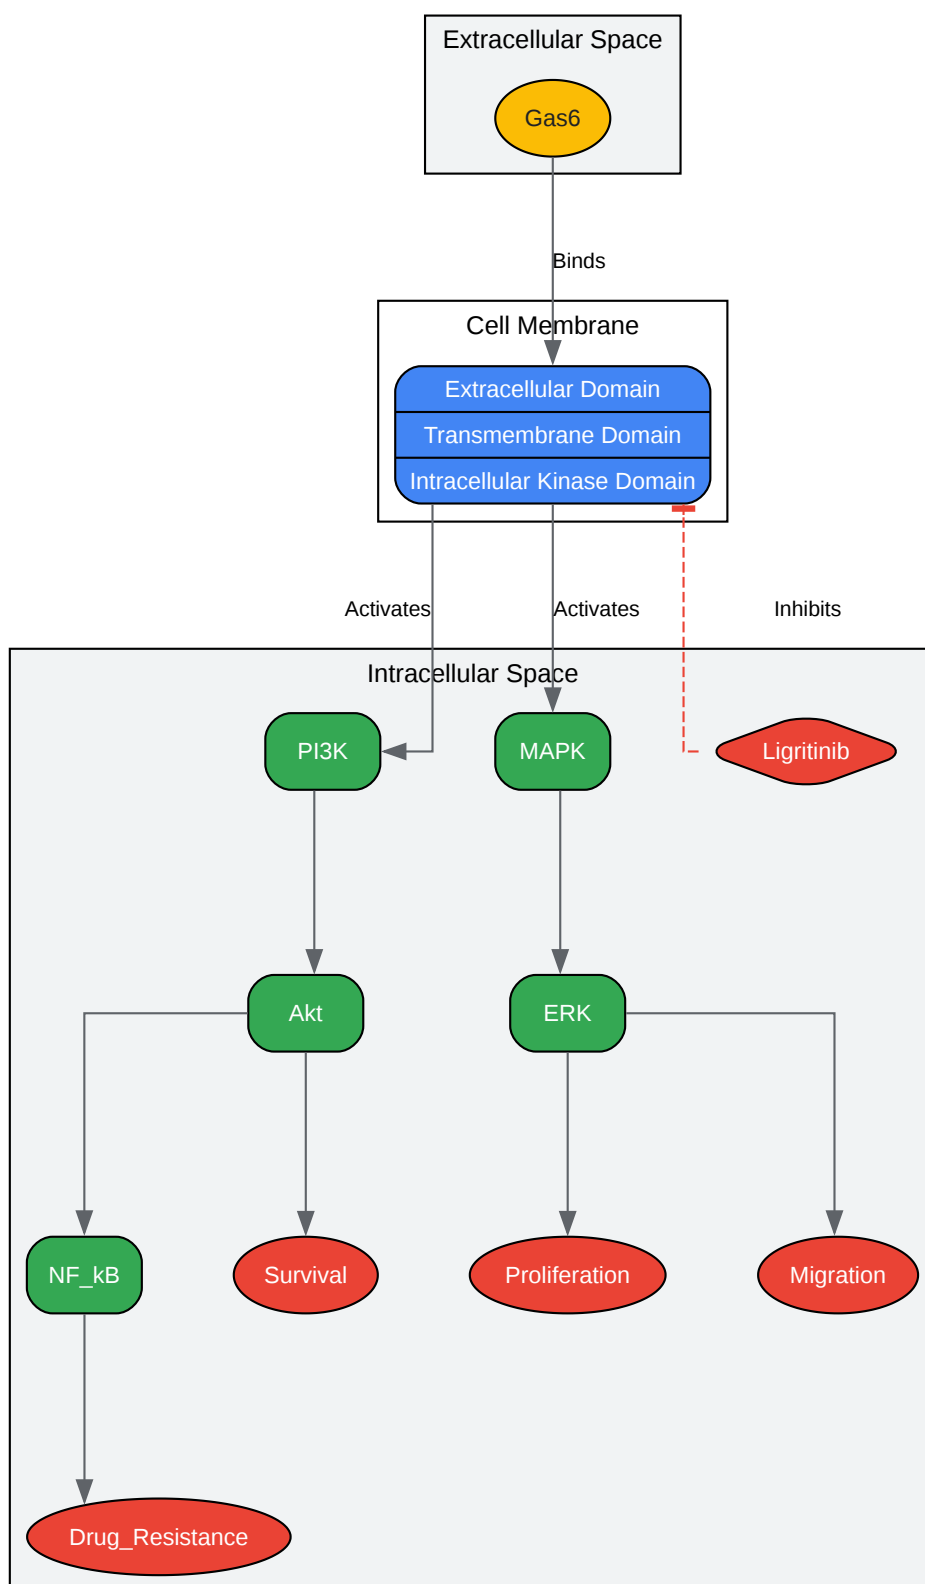 Extracellular Space
Gas6
Binds
Cell Membrane
Extracellular Domain
Transmembrane Domain
Intracellular Kinase Domain
Activates
Activates
Inhibits
Intracellular Space
PI3K
MAPK
Ligritinib
Akt
ERK
NF_kB
Survival
Proliferation
Migration
Drug_Resistance